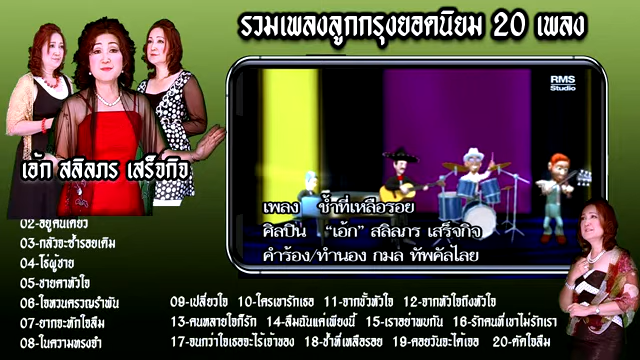 รวมเพลงลูกกรุงยอดนิยม 20 เพลง
RMS
Studio
เอ้ก สลิลภร เสร็จกิจ
เพลง ช้ำที่เหลือรอย
ศิลปิน "เอ้ก" สลิลภร เสร็จกิจ
คำร้อง/ทำนอง กมล ทัพคัลไลย
02-อยู่คนเดียว
03-กลัวจะช้ำรอยเดิม
04-โธ่ผู้ชาย
05-ชายคาหัวใจ
06-ใจหวนครวญรำพัน
07-ยากจะหักใจลืม
08-ในความทรงจำ
09-เปลี่ยวใจ 10-ใครเขารักเธอ 11-จากขั้วหัวใจ 12-จากหัวใจถึงหัวใจ
13-คนหลายใจก็รัก 14-ลืมฉันแค่เพียงนี้ 15-เราอย่าพบกัน 16-รักคนที่เขาไม่รักเรา
17-จนกว่าใจเธอจะไร้เจ้าของ 18-ช้ำที่เหลือรอย 19-คอยวันจะได้เจอ 20-ตัดใจลืม